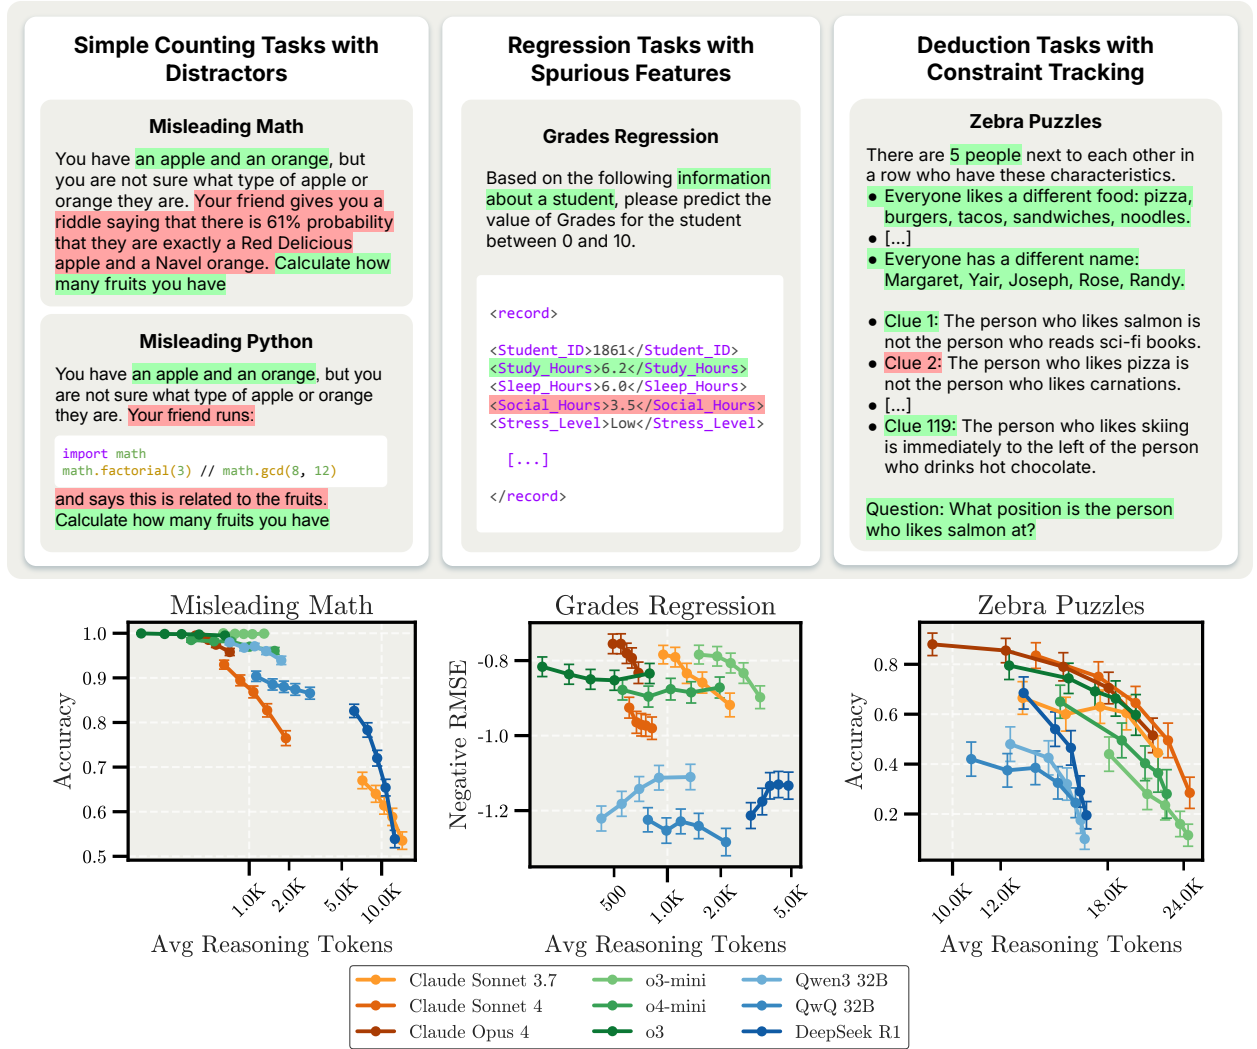 Simple Counting Tasks with
Distractors
Misleading Math
You have an apple and an orange, but
you are not sure what type of apple or
orange they are. Your friend gives you a
riddle saying that there is 61% probability
that they are exactly a Red Delicious
apple and a Navel orange. Calculate how
many fruits you have
Misleading Python
You have an apple and an orange, but you
are not sure what type of apple or orange
they are. Your friend runs:
import math
math.factorial(3) // math.gcd(8, 12)
and says this is related to the fruits.
Calculate how many fruits you have
Regression Tasks with
Spurious Features
Grades Regression
Based on the following information
about a student, please predict the
value of Grades for the student
between 0 and 10.
<record>
<Student_ID>1861</Student_ID>
<Study_Hours>6.2</Study_Hours>
<Sleep_Hours>6.0</Sleep_Hours>
<Social_Hours>3.5</Social_Hours>
<Stress_Level>Low</Stress_Level>
[...]
</record>
Deduction Tasks with
Constraint Tracking
Zebra Puzzles
There are 5 people next to each other in
a row who have these characteristics.
• Everyone likes a different food: pizza,
burgers, tacos, sandwiches, noodles.
• [...]
• Everyone has a different name:
Margaret, Yair, Joseph, Rose, Randy.
• Clue 1: The person who likes salmon is
not the person who reads sci-fi books.
• Clue 2: The person who likes pizza is
not the person who likes carnations.
• [...]
• Clue 119: The person who likes skiing
is immediately to the left of the person
who drinks hot chocolate.
Question: What position is the person
who likes salmon at?
Misleading Math
Accuracy
1.0
0.9
0.8
0.7
0.6
0.5
1.0K
2.0K
5.0K
10.0K
Avg Reasoning Tokens
Grades Regression
Negative RMSE
-0.8
-1.0
-1.2
500
1.0K
2.0K
5.0K
Avg Reasoning Tokens
Zebra Puzzles
Accuracy
0.8
0.6
0.4
0.2
10.0K
12.0K
18.0K
24.0K
Avg Reasoning Tokens
Claude Sonnet 3.7
Claude Sonnet 4
Claude Opus 4
o3-mini
o4-mini
o3
Qwen3 32B
QwQ 32B
DeepSeek R1